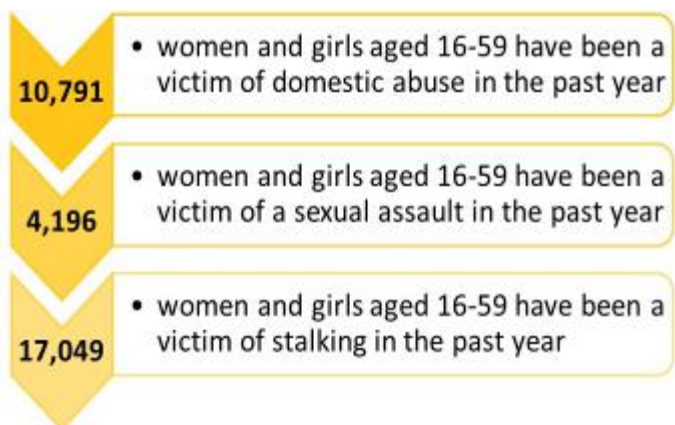 10,791
• women and girls aged 16-59 have been a
victim of domestic abuse in the past year
4,196
• women and girls aged 16-59 have been a
victim of a sexual assault in the past year
17,049
• women and girls aged 16-59 have been a
victim of stalking in the past year